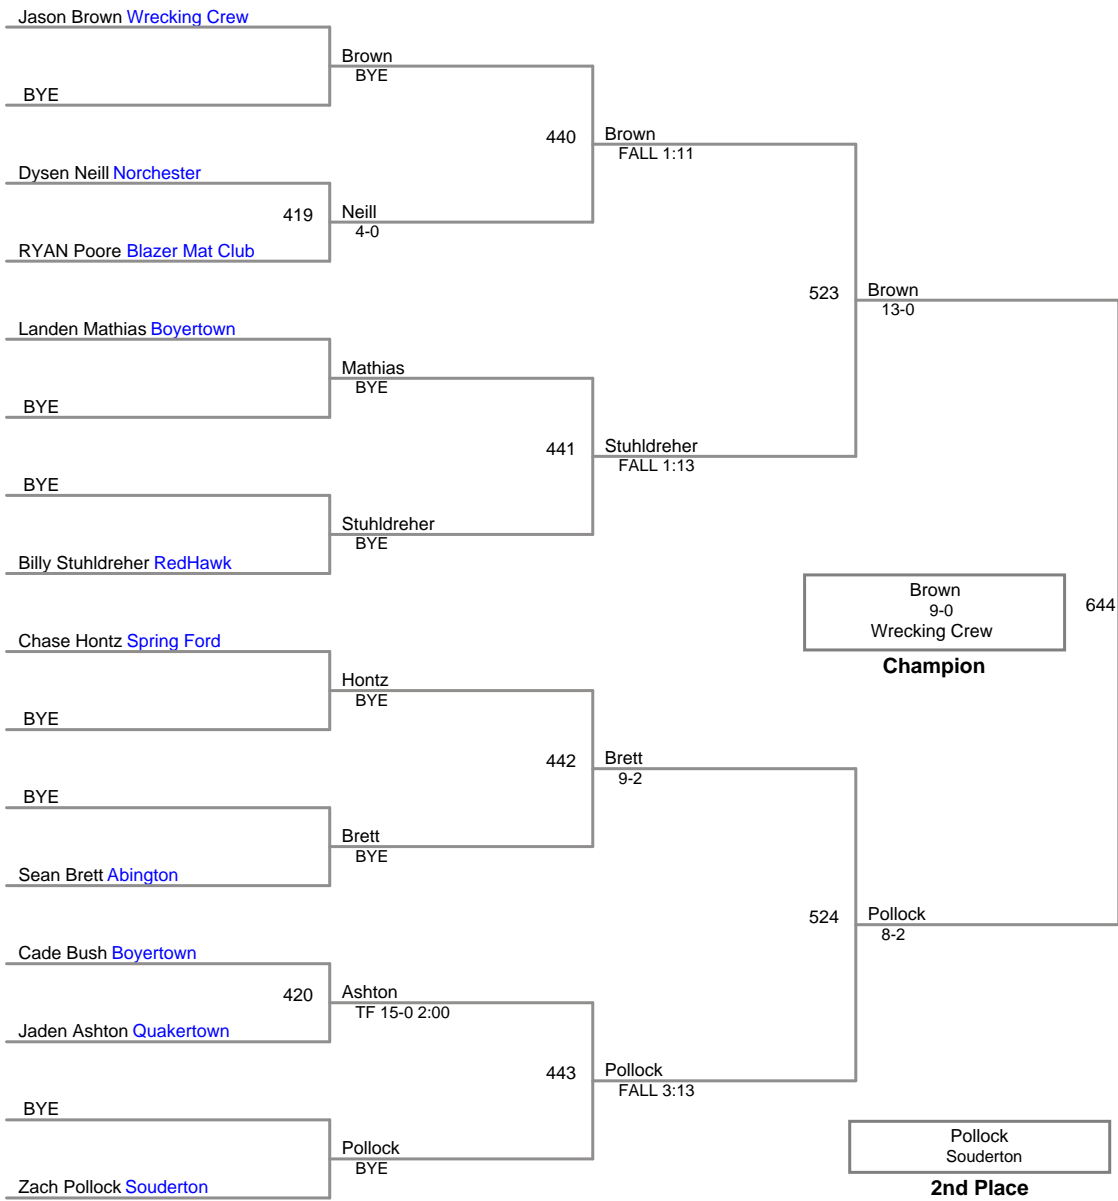 Jason Brown Wrecking Crew
Brown
BYE
BYE
440
Brown
FALL 1:11
Dysen Neill Norchester
419
Neill
4-0
RYAN Poore Blazer Mat Club
523
Brown
13-0
Landen Mathias Boyertown
Mathias
BYE
BYE
441
Stuhldreher
FALL 1:13
BYE
Stuhldreher
BYE
Billy Stuhldreher RedHawk
Brown
9-0
Wrecking Crew
644
Champion
Chase Hontz Spring Ford
Hontz
BYE
BYE
442
Brett
9-2
BYE
Brett
BYE
Sean Brett Abington
524
Pollock
8-2
Cade Bush Boyertown
420
Ashton
TF 15-0 2:00
Jaden Ashton Quakertown
443
Pollock
FALL 3:13
BYE
Pollock
BYE
Zach Pollock Souderton
Pollock
Souderton
2nd Place